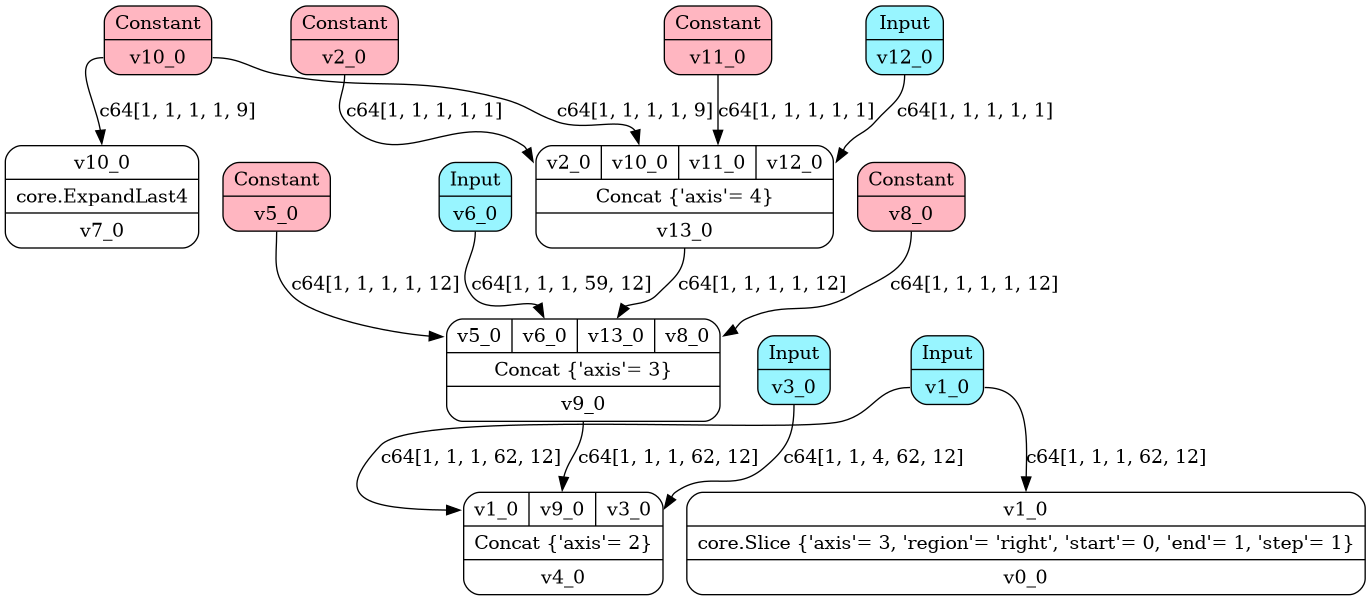 Constant
v10_0
Constant
v2_0
Constant
v11_0
Input
v12_0
c64[1, 1, 1, 1, 9]
c64[1, 1, 1, 1, 1]
c64[1, 1, 1, 1, 9]
c64[1, 1, 1, 1, 1]
c64[1, 1, 1, 1, 1]
v10_0
core.ExpandLast4
v7_0
Constant
v5_0
Input
v6_0
v2_0 v10_0 v11_0 v12_0
Concat {'axis'= 4}
v13_0
Constant
v8_0
c64[1, 1, 1, 1, 12]
c64[1, 1, 1, 59, 12]
c64[1, 1, 1, 1, 12]
c64[1, 1, 1, 1, 12]
v5_0 v6_0 v13_0 v8_0
Concat {'axis'= 3}
v9_0
Input
v3_0
Input
v1_0
c64[1, 1, 1, 62, 12]
c64[1, 1, 1, 62, 12]
c64[1, 1, 4, 62, 12]
c64[1, 1, 1, 62, 12]
v1_0 v9_0 v3_0
Concat {'axis'= 2}
v4_0
v1_0
core.Slice {'axis'= 3, 'region'= 'right', 'start'= 0, 'end'= 1, 'step'= 1}
v0_0